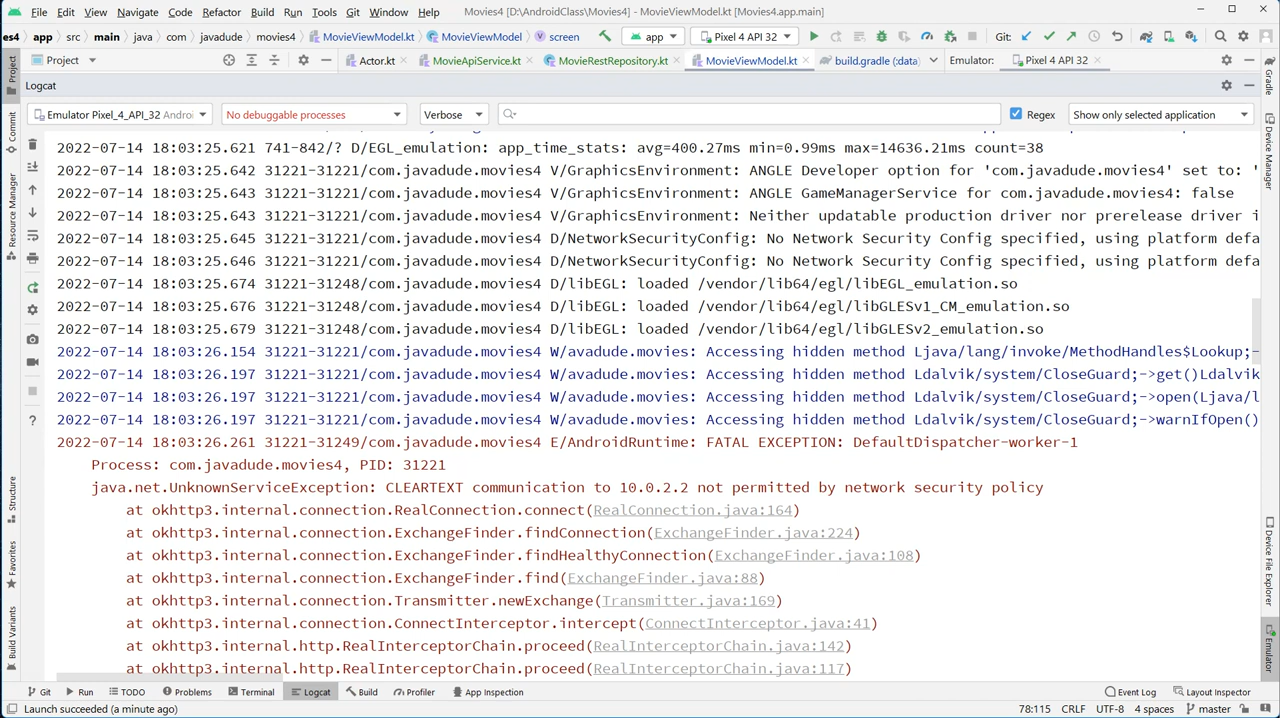 File Edit View Navigate Code Refactor Build Run Tools Git Window Help Movies4 [D:\AndroidClass\Movies4] - MovieViewModel.kt [Movies4.app.main]
es4 app src main java com javadude movies4 MovieViewModel.kt MovieViewModel screen app Pixel 4 API 32 Git:
Project Actor.kt MovieApiService.kt MovieRestRepository.kt MovieViewModel.kt build.gradle (:data) Emulator: Pixel 4 API 32
Logcat
Emulator Pixel_4_API_32 Androi No debuggable processes Verbose Regex Show only selected application
2022-07-14 18:03:25.621 741-842/? D/EGL_emulation: app_time_stats: avg=400.27ms min=0.99ms max=14636.21ms count=38
2022-07-14 18:03:25.642 31221-31221/com.javadude.movies4 V/GraphicsEnvironment: ANGLE Developer option for 'com.javadude.movies4' set to: '
2022-07-14 18:03:25.643 31221-31221/com.javadude.movies4 V/GraphicsEnvironment: ANGLE GameManagerService for com.javadude.movies4: false
2022-07-14 18:03:25.643 31221-31221/com.javadude.movies4 V/GraphicsEnvironment: Neither updatable production driver nor prerelease driver i
2022-07-14 18:03:25.645 31221-31221/com.javadude.movies4 D/NetworkSecurityConfig: No Network Security Config specified, using platform defa
2022-07-14 18:03:25.646 31221-31221/com.javadude.movies4 D/NetworkSecurityConfig: No Network Security Config specified, using platform defa
2022-07-14 18:03:25.674 31221-31248/com.javadude.movies4 D/libEGL: loaded /vendor/lib64/egl/libEGL_emulation.so
2022-07-14 18:03:25.676 31221-31248/com.javadude.movies4 D/libEGL: loaded /vendor/lib64/egl/libGLESv1_CM_emulation.so
2022-07-14 18:03:25.679 31221-31248/com.javadude.movies4 D/libEGL: loaded /vendor/lib64/egl/libGLESv2_emulation.so
2022-07-14 18:03:26.154 31221-31221/com.javadude.movies4 W/avadude.movies: Accessing hidden method Ljava/lang/invoke/MethodHandles$Lookup;-
2022-07-14 18:03:26.197 31221-31221/com.javadude.movies4 W/avadude.movies: Accessing hidden method Ldalvik/system/CloseGuard;->get()Ldalvik
2022-07-14 18:03:26.197 31221-31221/com.javadude.movies4 W/avadude.movies: Accessing hidden method Ldalvik/system/CloseGuard;->open(Ljava/l
2022-07-14 18:03:26.197 31221-31221/com.javadude.movies4 W/avadude.movies: Accessing hidden method Ldalvik/system/CloseGuard;->warnIfOpen()
2022-07-14 18:03:26.261 31221-31249/com.javadude.movies4 E/AndroidRuntime: FATAL EXCEPTION: DefaultDispatcher-worker-1
Process: com.javadude.movies4, PID: 31221
java.net.UnknownServiceException: CLEARTEXT communication to 10.0.2.2 not permitted by network security policy
at okhttp3.internal.connection.RealConnection.connect(RealConnection.java:164)
at okhttp3.internal.connection.ExchangeFinder.findConnection(ExchangeFinder.java:224)
at okhttp3.internal.connection.ExchangeFinder.findHealthyConnection(ExchangeFinder.java:108)
at okhttp3.internal.connection.ExchangeFinder.find(ExchangeFinder.java:88)
at okhttp3.internal.connection.Transmitter.newExchange(Transmitter.java:169)
at okhttp3.internal.connection.ConnectInterceptor.intercept(ConnectInterceptor.java:41)
at okhttp3.internal.http.RealInterceptorChain.proceed(RealInterceptorChain.java:142)
at okhttp3.internal.http.RealInterceptorChain.proceed(RealInterceptorChain.java:117)
Project
Commit
Resource Manager
Structure
Favorites
Build Variants
Gradle
Device Manager
Device File Explorer
Emulator
Git Run TODO Problems Terminal Logcat Build Profiler App Inspection Event Log Layout Inspector
Launch succeeded (a minute ago) 78:115 CRLF UTF-8 4 spaces master